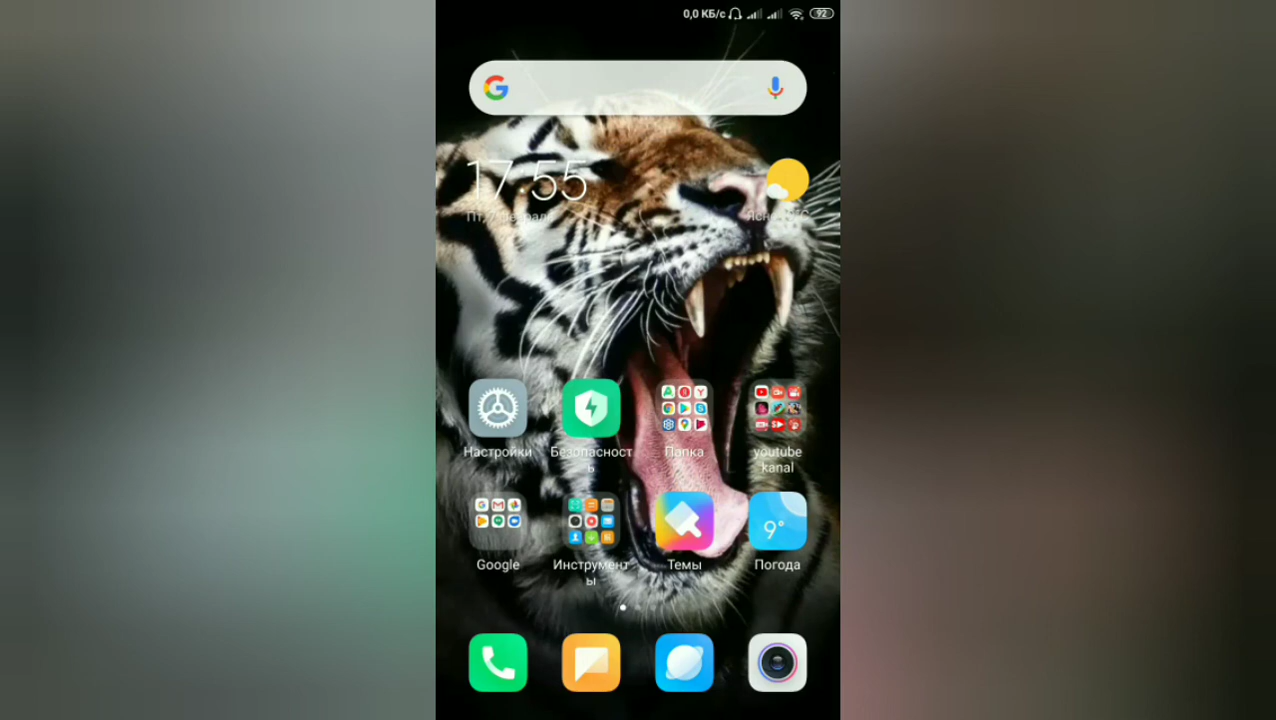 0,0 КБ/с
92
17 55
Настройки
Безопасност
ь
Папка
youtube
kanal
9°
Google
Инструмент
ы
Темы
Погода